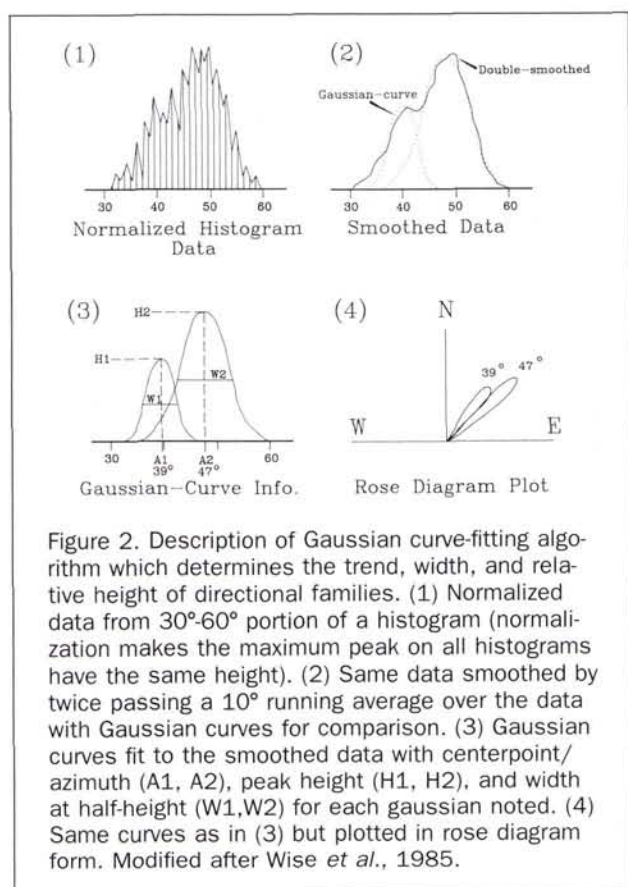 (1)
30 40 50 60
Normalized Histogram
Data
(2)
Double-smoothed
Gaussian-curve
30 40 50 60
Smoothed Data
(3)
H2
H1
W2
W1
30 A1 A2 60
39° 47°
Gaussian-Curve Info.
(4)
N
39° 47°
W E
Rose Diagram Plot
Figure 2. Description of Gaussian curve-fitting algo-
rithm which determines the trend, width, and rela-
tive height of directional families. (1) Normalized
data from 30°-60° portion of a histogram (normali-
zation makes the maximum peak on all histograms
have the same height). (2) Same data smoothed by
twice passing a 10° running average over the data
with Gaussian curves for comparison. (3) Gaussian
curves fit to the smoothed data with centerpoint/
azimuth (A1, A2), peak height (H1, H2), and width
at half-height (W1,W2) for each gaussian noted. (4)
Same curves as in (3) but plotted in rose diagram
form. Modified after Wise et al., 1985.